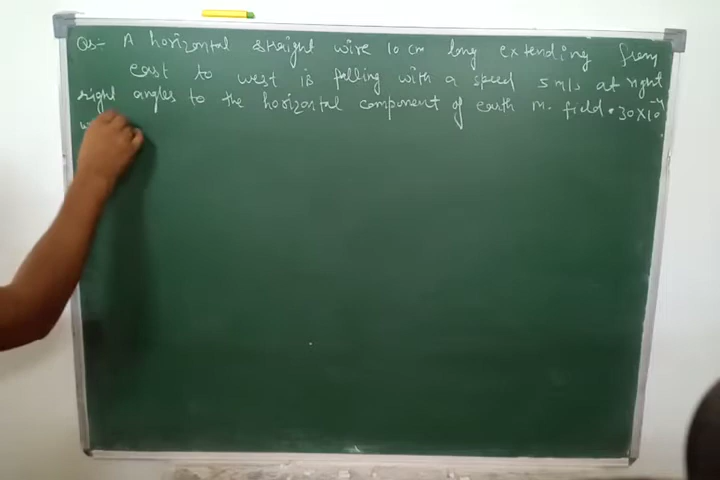 Qs:- A horizontal straight wire 10 cm long extending from
east to west is falling with a speed 5 m/s at right
right angles to the horizontal component of earth m. field • 30×10⁻⁴